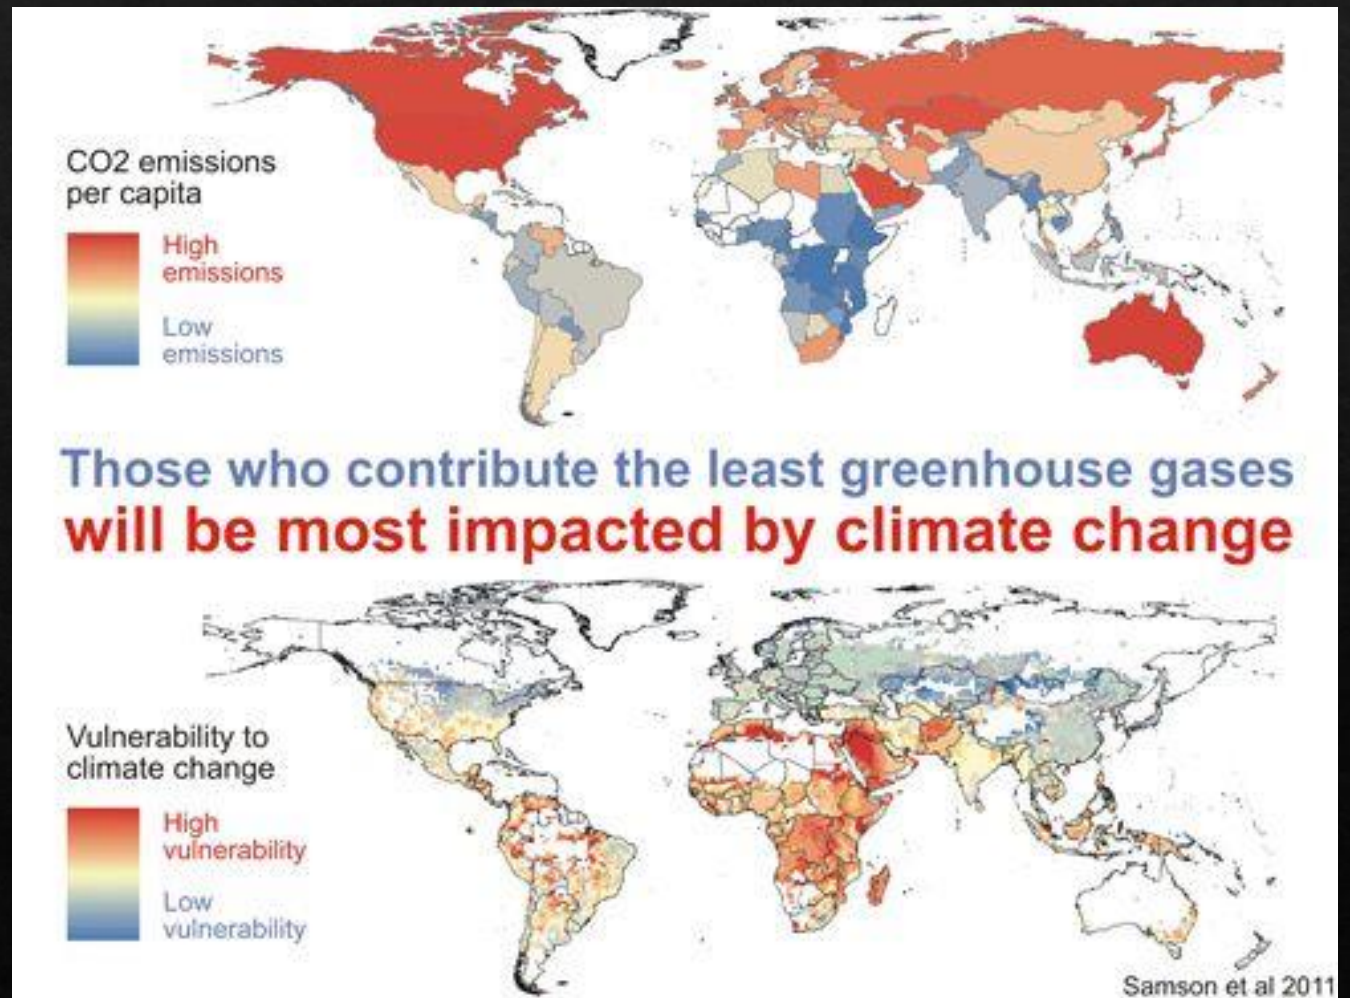 CO2 emissions
per capita
High
emissions
Low
emissions
Those who contribute the least greenhouse gases
will be most impacted by climate change
Vulnerability to
climate change
High
vulnerability
Low
vulnerability
Samson et al 2011